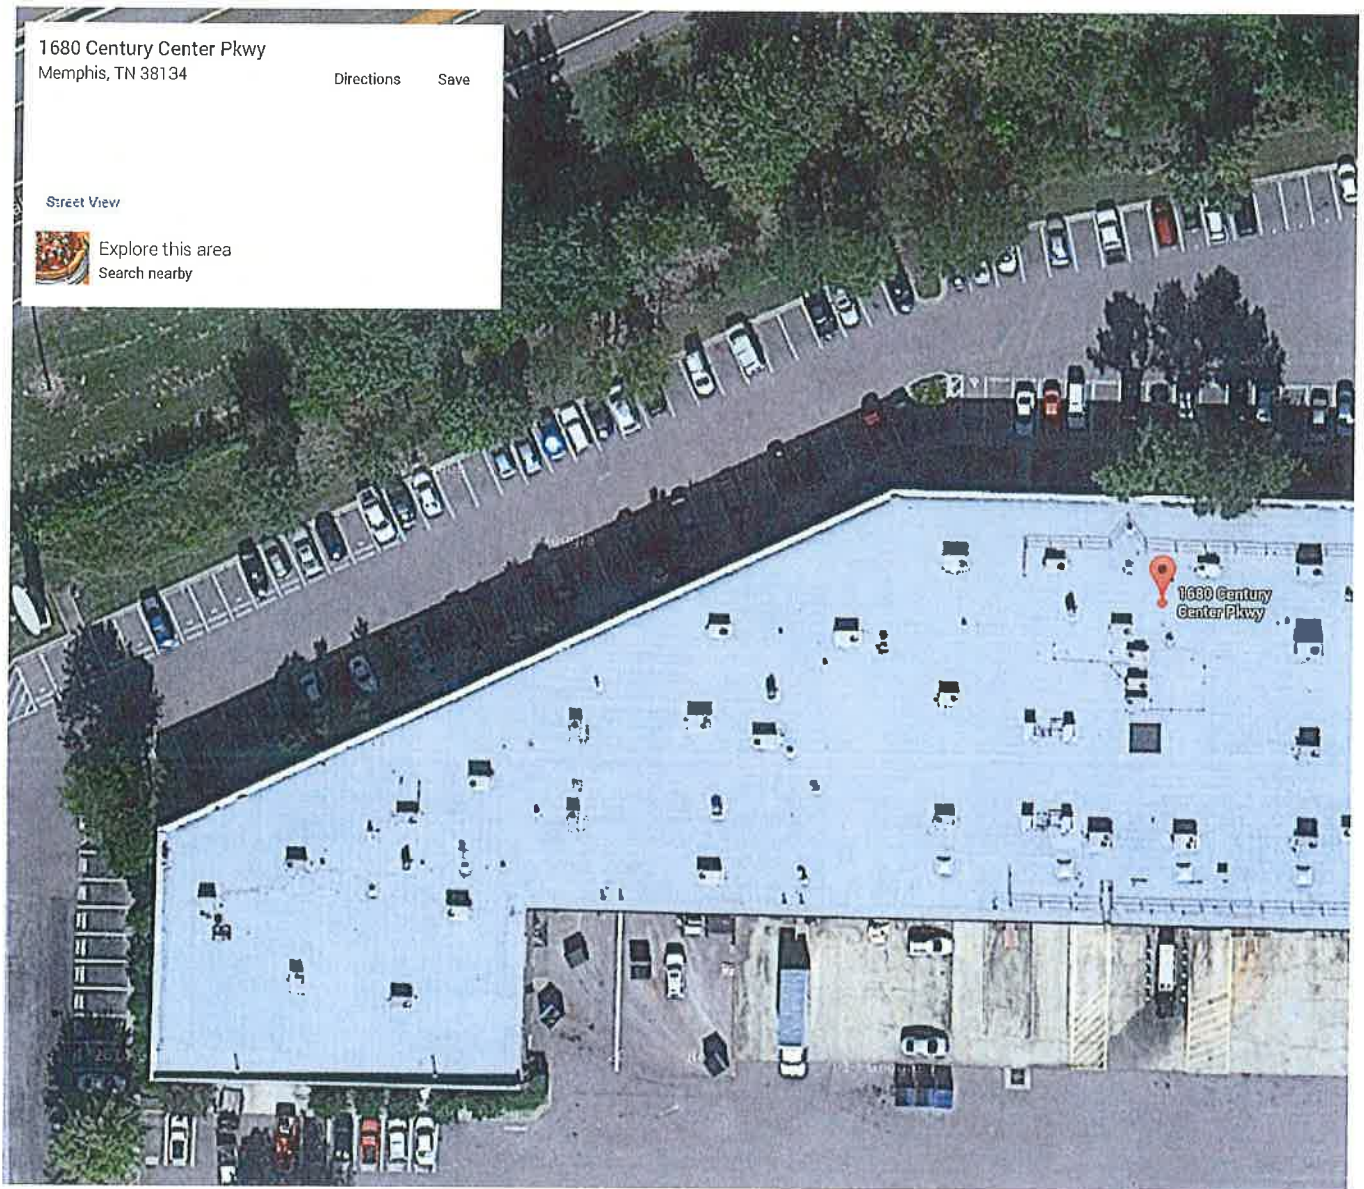 1680 Century Center Pkwy
Memphis, TN 38134
Directions
Save
Street View
Explore this area
Search nearby
1680 Century
Center Pkwy